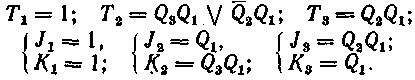 T₁ = 1; T₂ = Q₃Q₁ ⋁ Q̅₂Q₁; T₃ = Q₂Q₁;
{ J₁ = 1, { J₂ = Q₁, { J₃ = Q₂Q₁;
{ K₁ = 1; { K₂ = Q₃Q₁; { K₃ = Q₁.